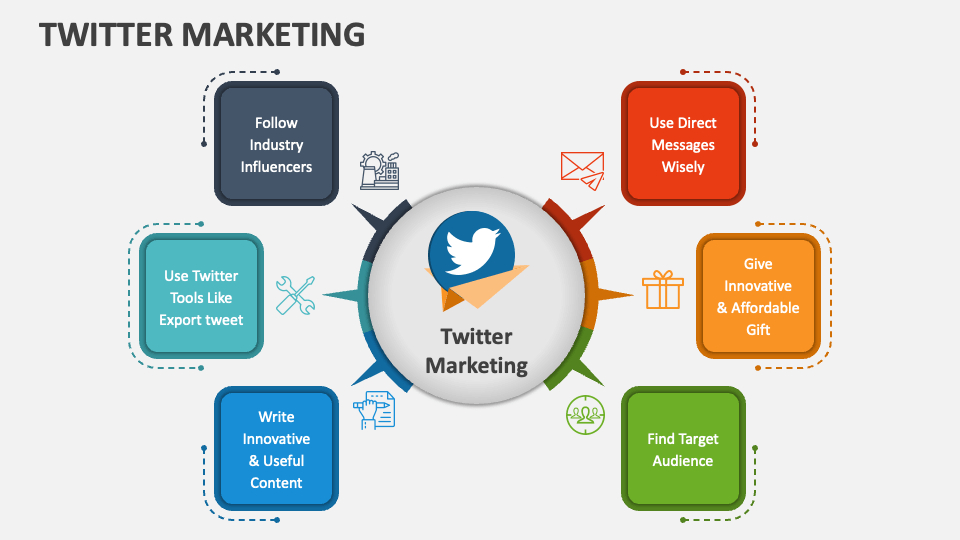 TWITTER MARKETING
Follow
Industry
Influencers
Use Twitter
Tools Like
Export tweet
Write
Innovative
& Useful
Content
Twitter
Marketing
Use Direct
Messages
Wisely
Give
Innovative
& Affordable
Gift
Find Target
Audience